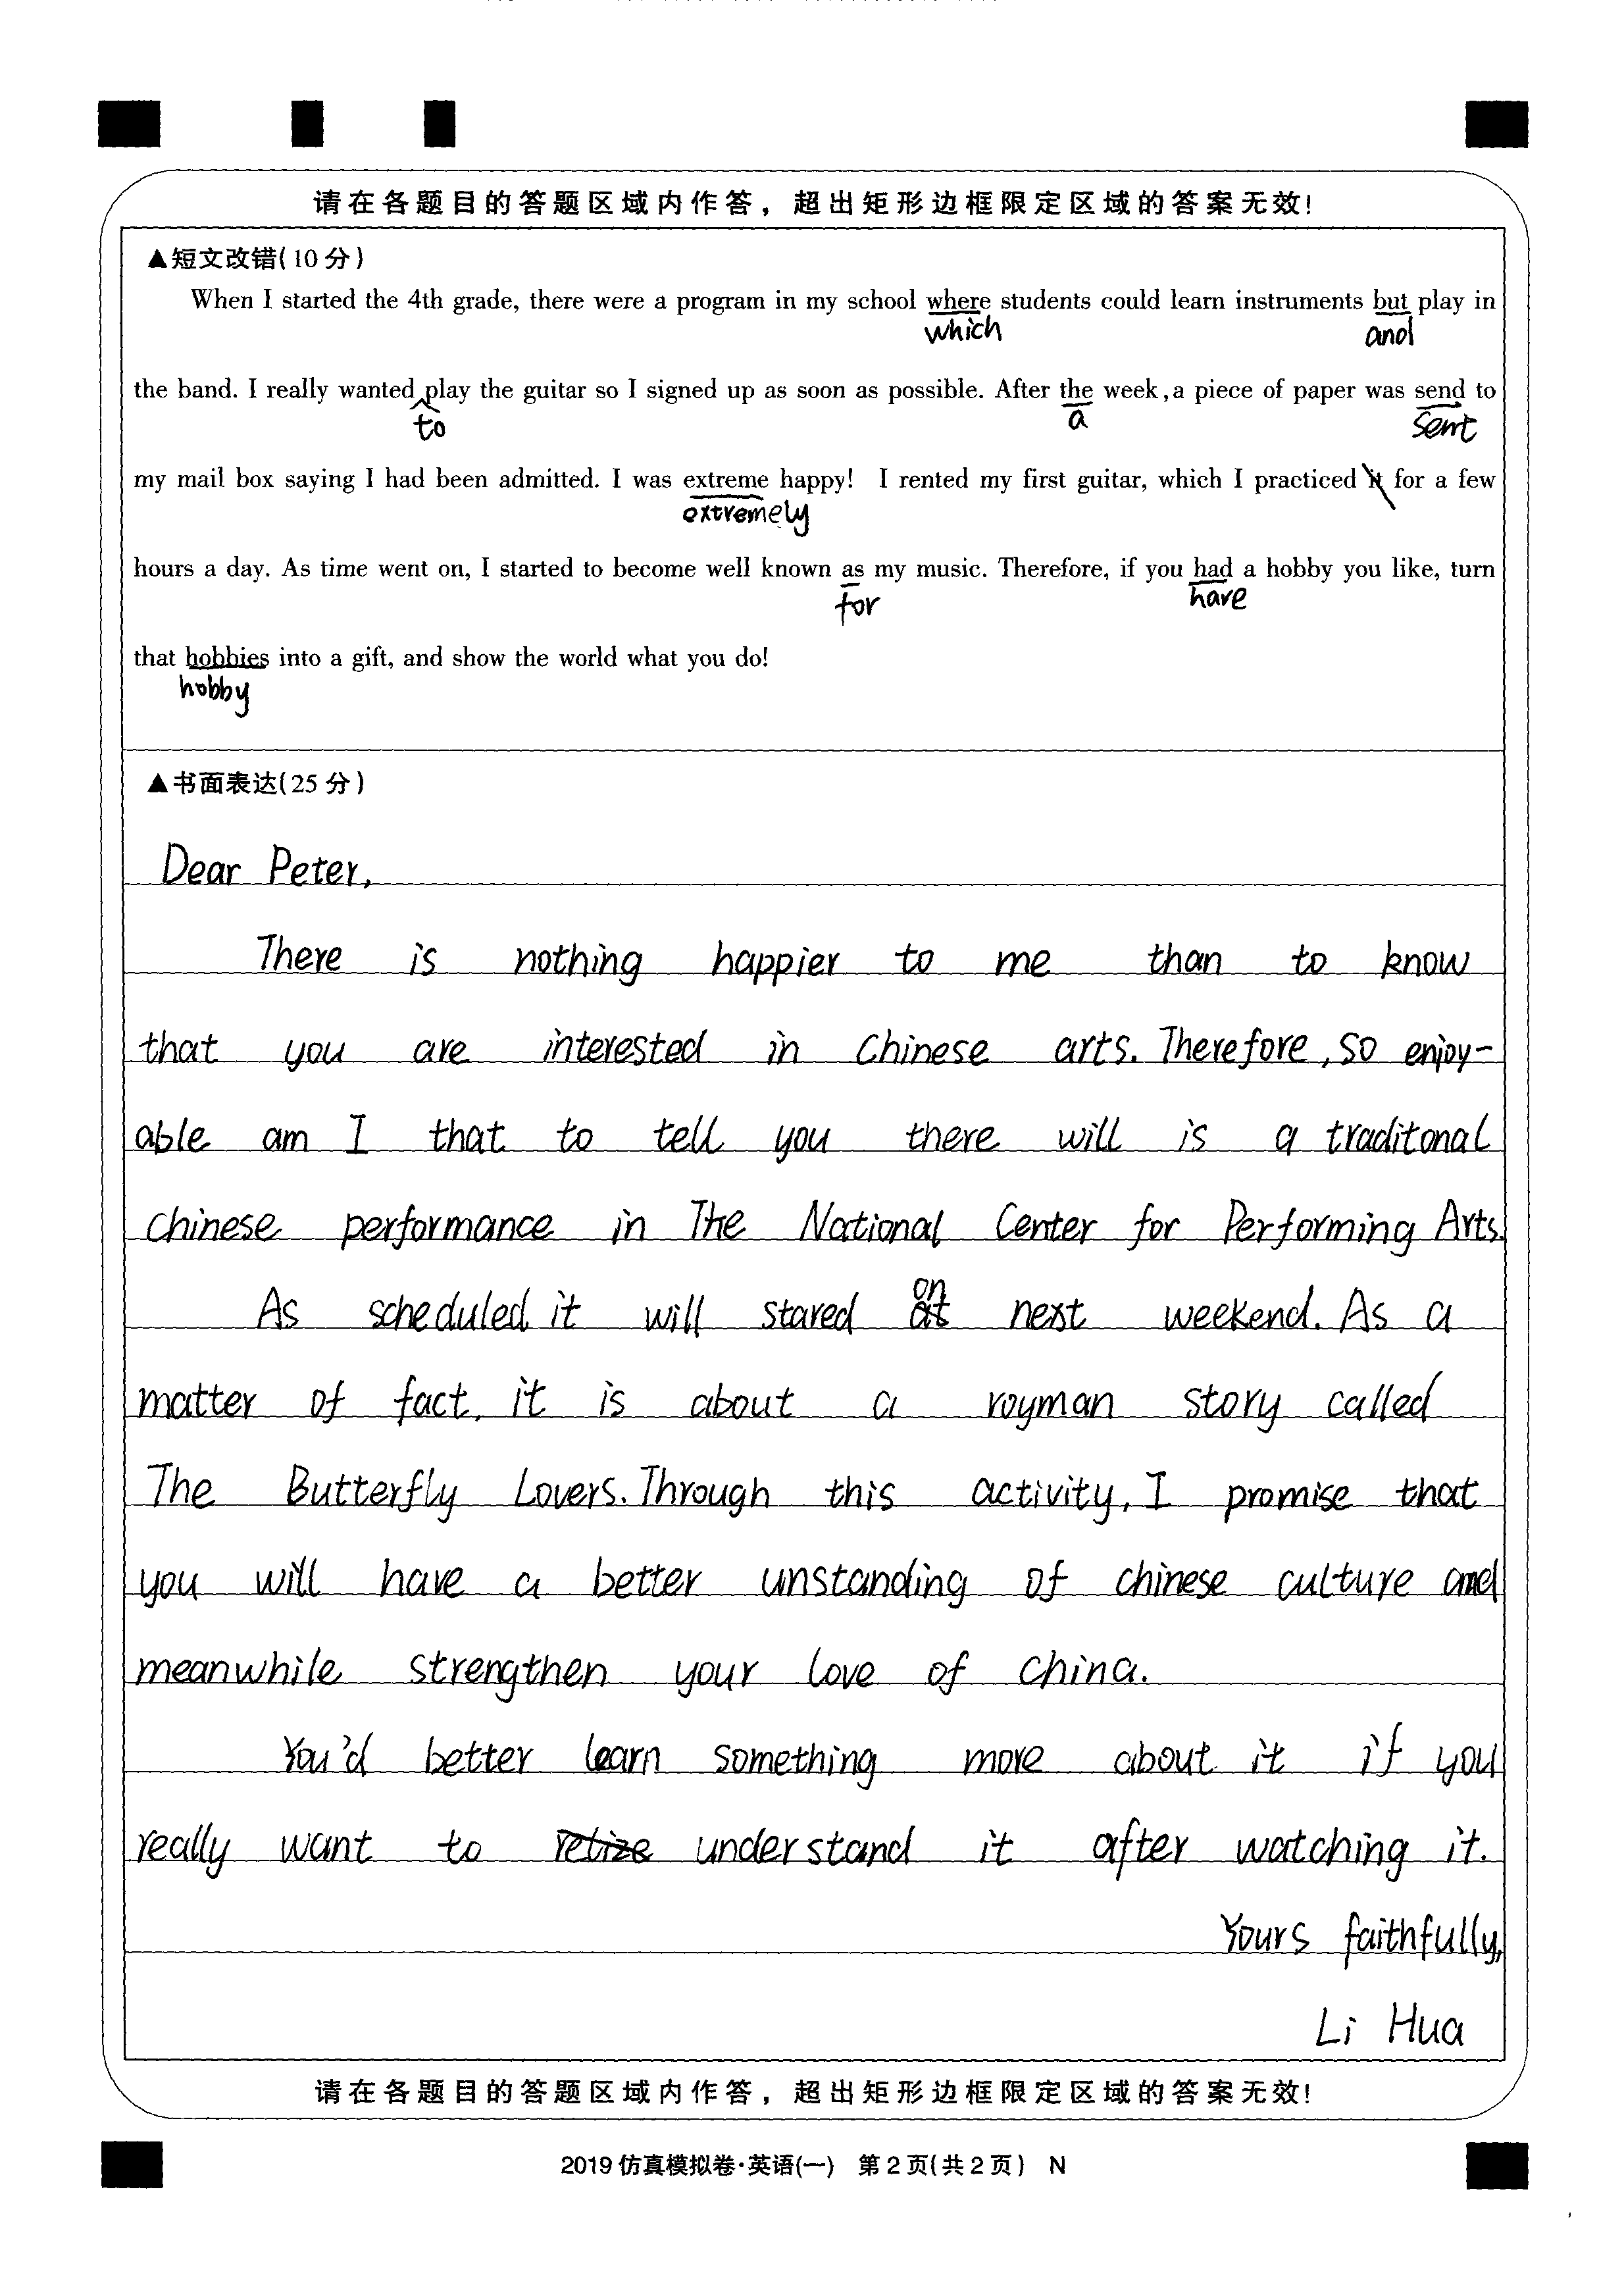 请在各题目的答题区域内作答，超出矩形边框限定区域的答案无效!
▲短文改错(10分)
When I started the 4th grade, there were a program in my school where students could learn instruments but play in
which and
the band. I really wanted play the guitar so I signed up as soon as possible. After the week, a piece of paper was send to
to a sent
my mail box saying I had been admitted. I was extreme happy! I rented my first guitar, which I practiced it for a few
extremely
hours a day. As time went on, I started to become well known as my music. Therefore, if you had a hobby you like, turn
for have
that hobbies into a gift, and show the world what you do!
hobby
▲书面表达(25分)
Dear Peter,
There is nothing happier to me than to know
that you are interested in Chinese arts. Therefore, so enjoy-
able am I that to tell you there will is a traditonal
chinese performance in The National Center for Performing Arts.
on
As scheduled it will stared at next weekend. As a
matter of fact, it is about a royman story called
The Butterfly Lovers. Through this activity, I promise that
you will have a better unstanding of chinese culture and
meanwhile strengthen your love of china.
You'd better learn something more about it if you
really want to retize understand it after watching it.
Yours faithfully,
Li Hua
请在各题目的答题区域内作答，超出矩形边框限定区域的答案无效!
2019仿真模拟卷·英语(一) 第2页(共2页) N